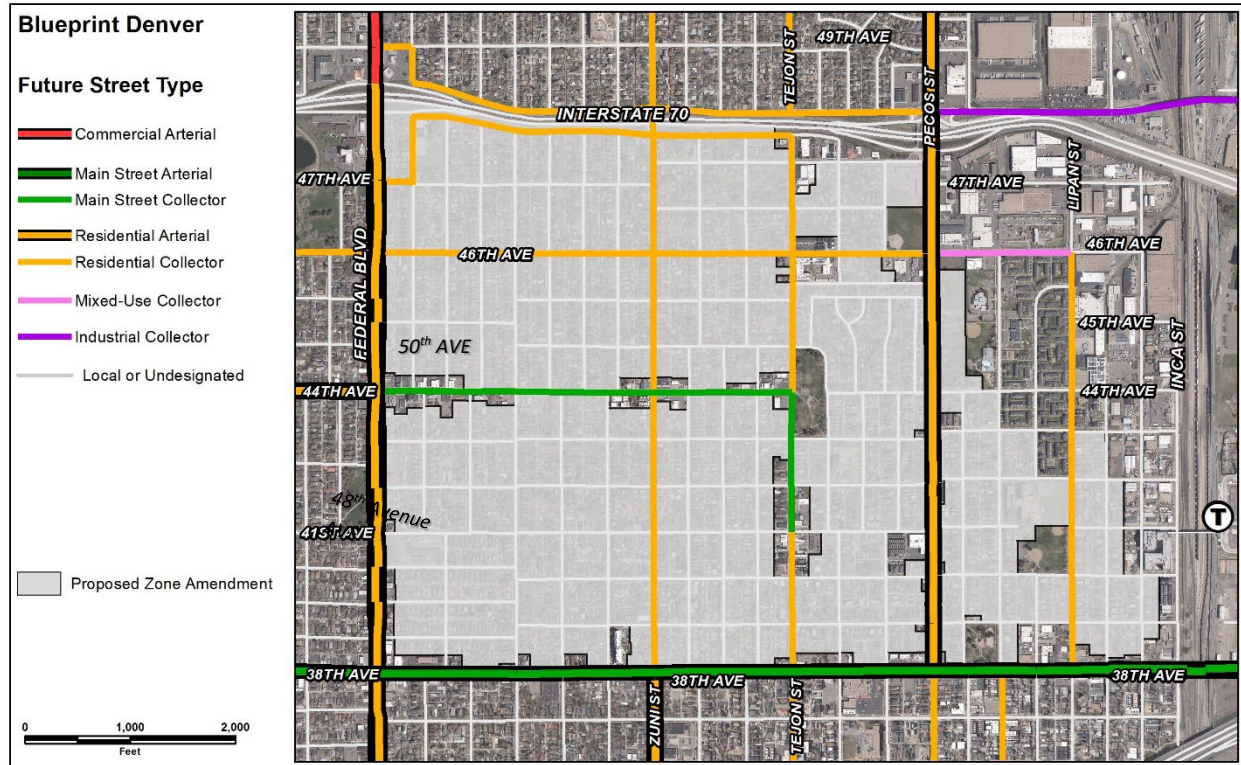 Blueprint Denver
Future Street Type
Commercial Arterial
Main Street Arterial
Main Street Collector
Residential Arterial
Residential Collector
Mixed-Use Collector
Industrial Collector
Local or Undesignated
Proposed Zone Amendment
0 1,000 2,000
Feet
49TH AVE
TEJON ST
PECOS ST
INTERSTATE 70
47TH AVE
47TH AVE
LIPAN ST
FEDERAL BLVD
46TH AVE
46TH AVE
45TH AVE
INCA ST
50th AVE
44TH AVE
44TH AVE
48th Avenue
41ST AVE
T
38TH AVE
38TH AVE
38TH AVE
ZUNI ST
TEJON ST